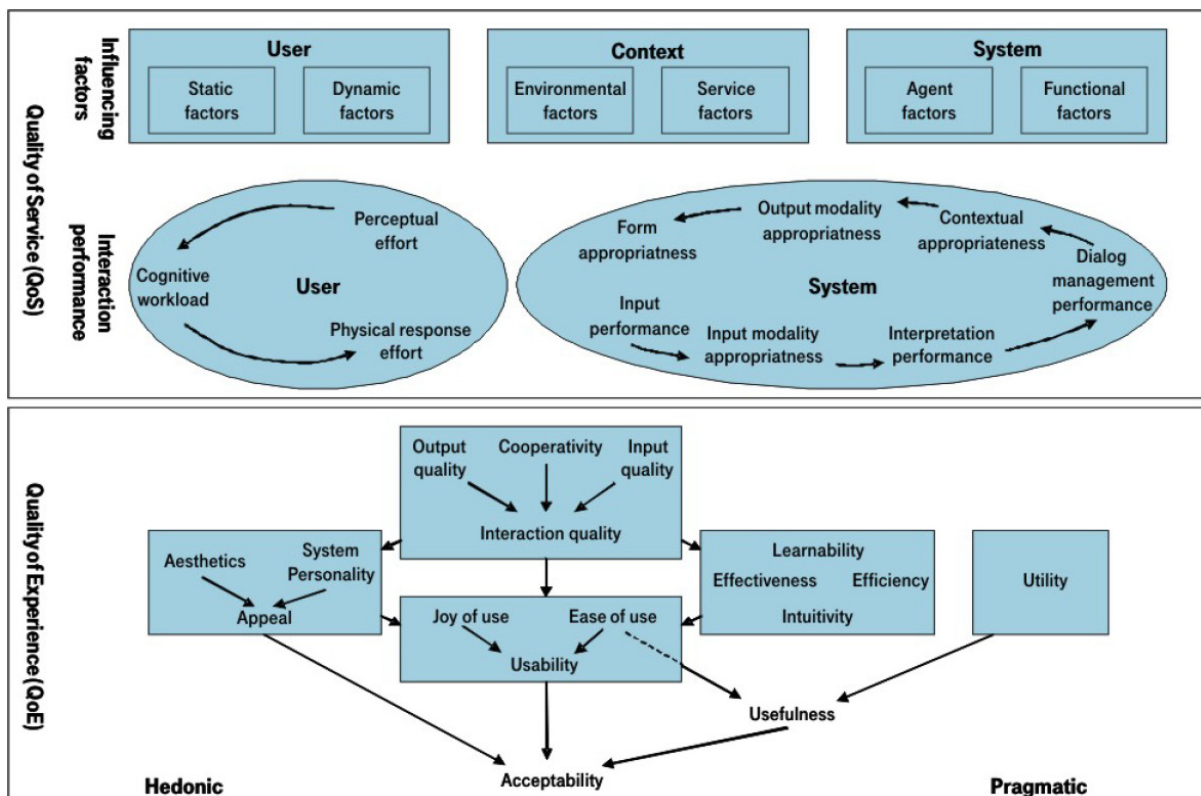 Quality of Service (QoS)
Influencing
factors
User
Static
factors
Dynamic
factors
Context
Environmental
factors
Service
factors
System
Agent
factors
Functional
factors
Interaction
performance
Perceptual
effort
Cognitive
workload
User
Physical response
effort
Form
appropriatness
Output modality
appropriatness
Contextual
appropriateness
Dialog
management
performance
System
Input
performance
Input modality
appropriatness
Interpretation
performance
Quality of Experience (QoE)
Output
quality
Cooperativity
Input
quality
Interaction quality
Aesthetics
System
Personality
Appeal
Learnability
Effectiveness
Efficiency
Intuitivity
Utility
Joy of use
Ease of use
Usability
Usefulness
Acceptability
Hedonic
Pragmatic